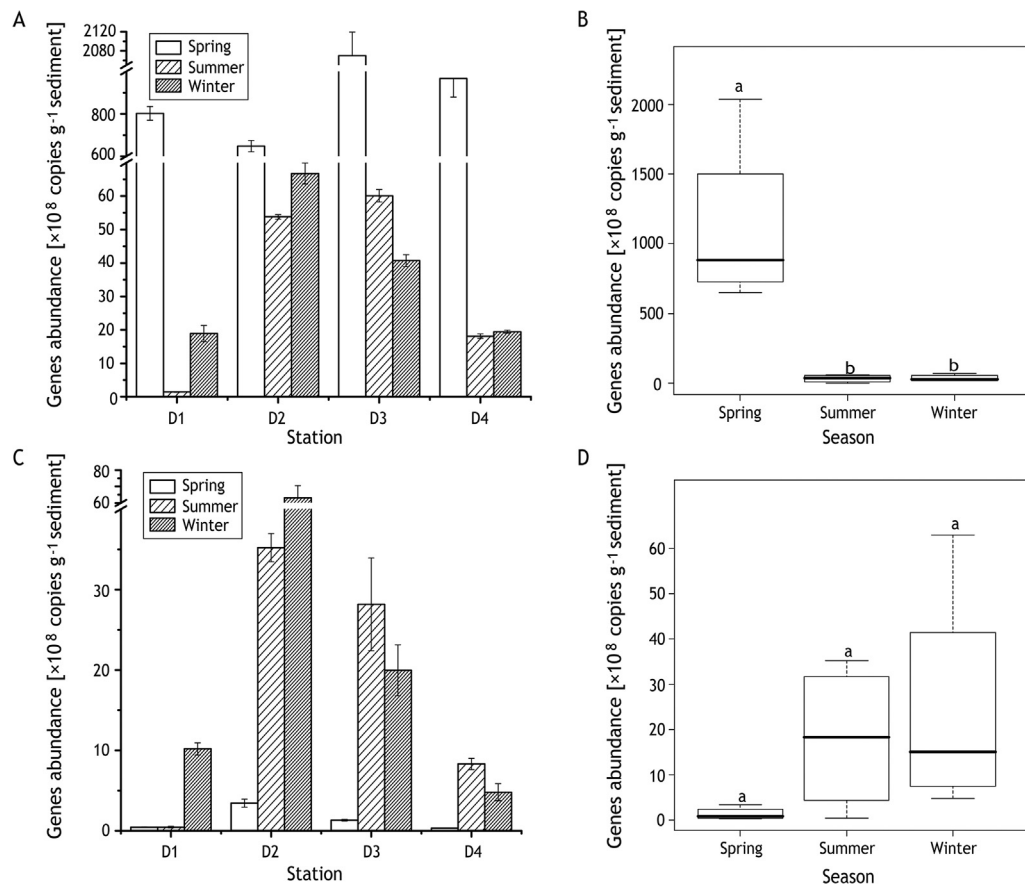 A
Genes abundance [×10⁸ copies g⁻¹ sediment]
2120
2080
800
600
60
50
40
30
20
10
0
Spring
Summer
Winter
D1 D2 D3 D4
Station
B
Genes abundance [×10⁸ copies g⁻¹ sediment]
2000
1500
1000
500
0
a
b
b
Spring Summer Winter
Season
C
Genes abundance [×10⁸ copies g⁻¹sediment]
80
60
30
20
10
0
Spring
Summer
Winter
D1 D2 D3 D4
Station
D
Genes abundance [×10⁸ copies g⁻¹ sediment]
60
50
40
30
20
10
0
a
a
a
Spring Summer Winter
Season